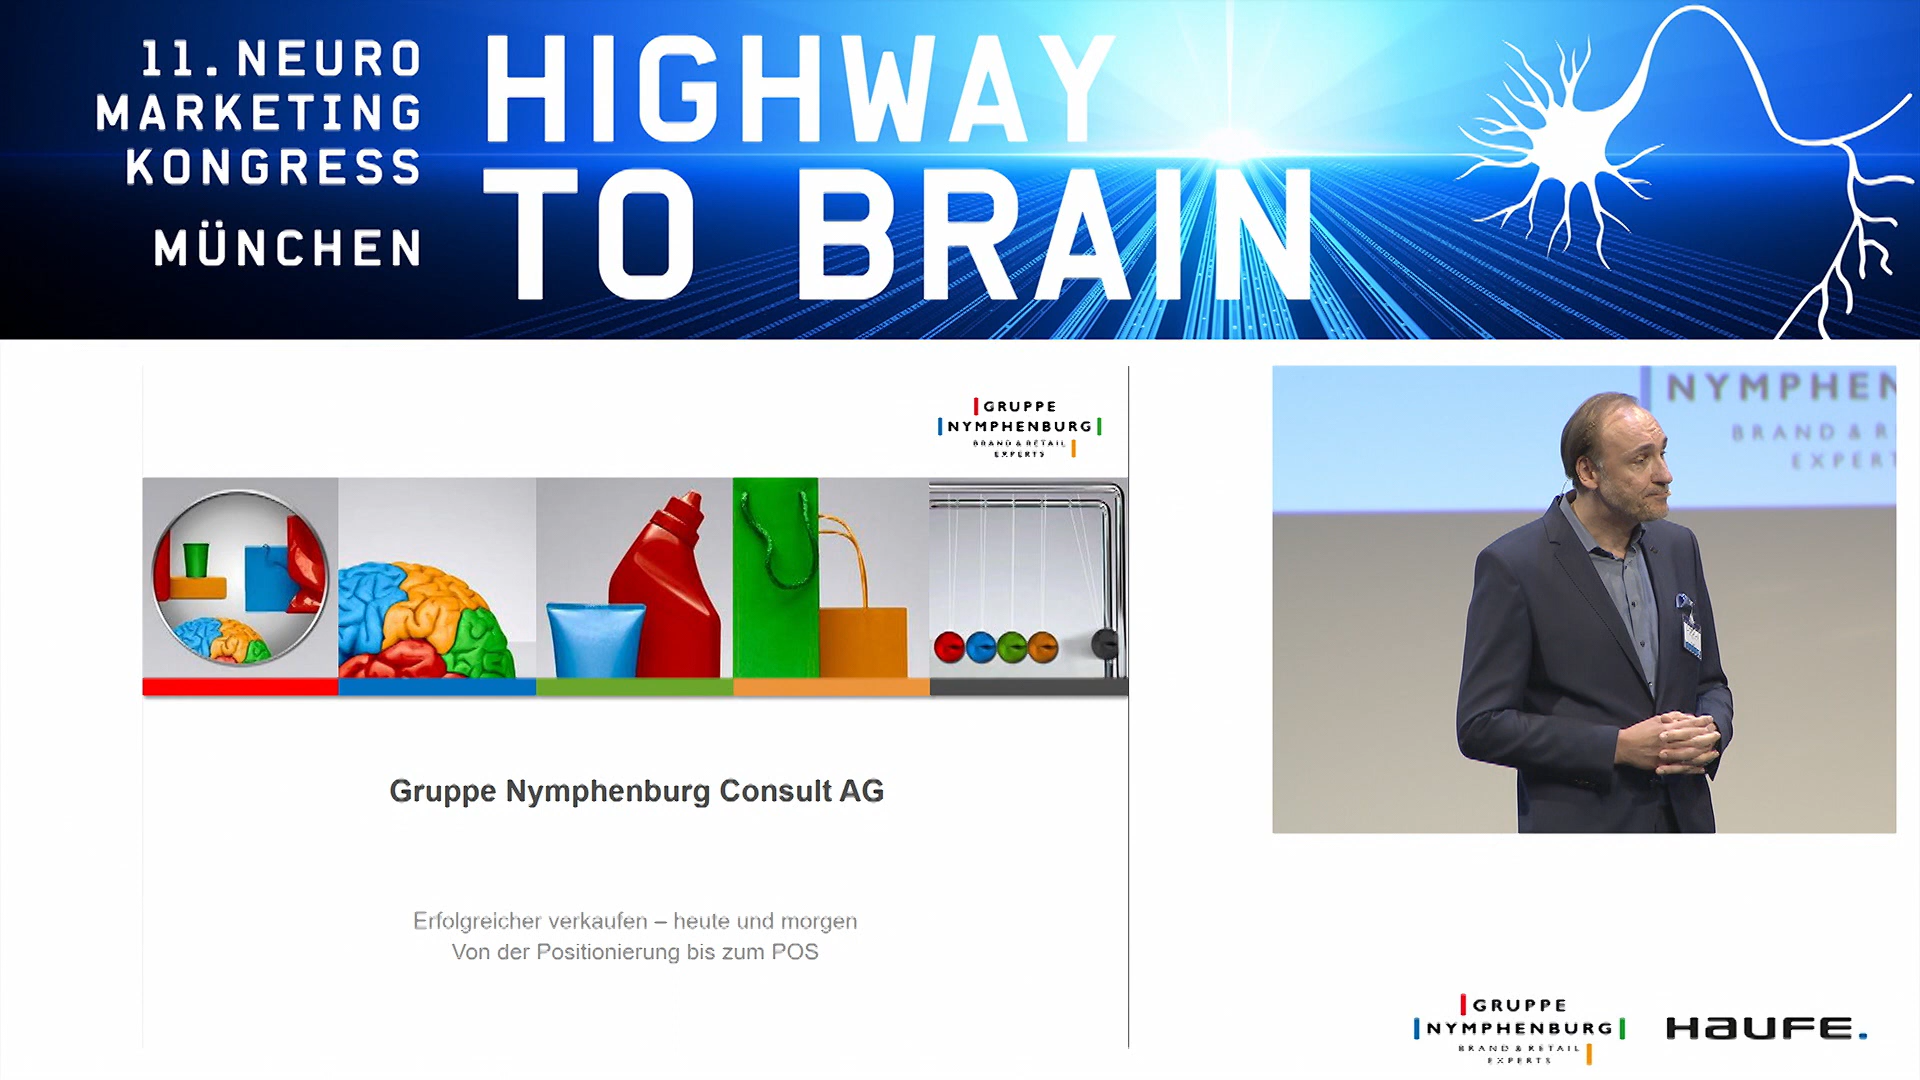 11. NEURO
MARKETING
KONGRESS
MÜNCHEN
HIGHWAY
TO BRAIN
GRUPPE
NYMPHENBURG
BRAND & RETAIL
EXPERTS
Gruppe Nymphenburg Consult AG
Erfolgreicher verkaufen – heute und morgen
Von der Positionierung bis zum POS
NYMPHEN
BRAND & R
EXPER
GRUPPE
NYMPHENBURG
BRAND & RETAIL
EXPERTS
HAUFE.